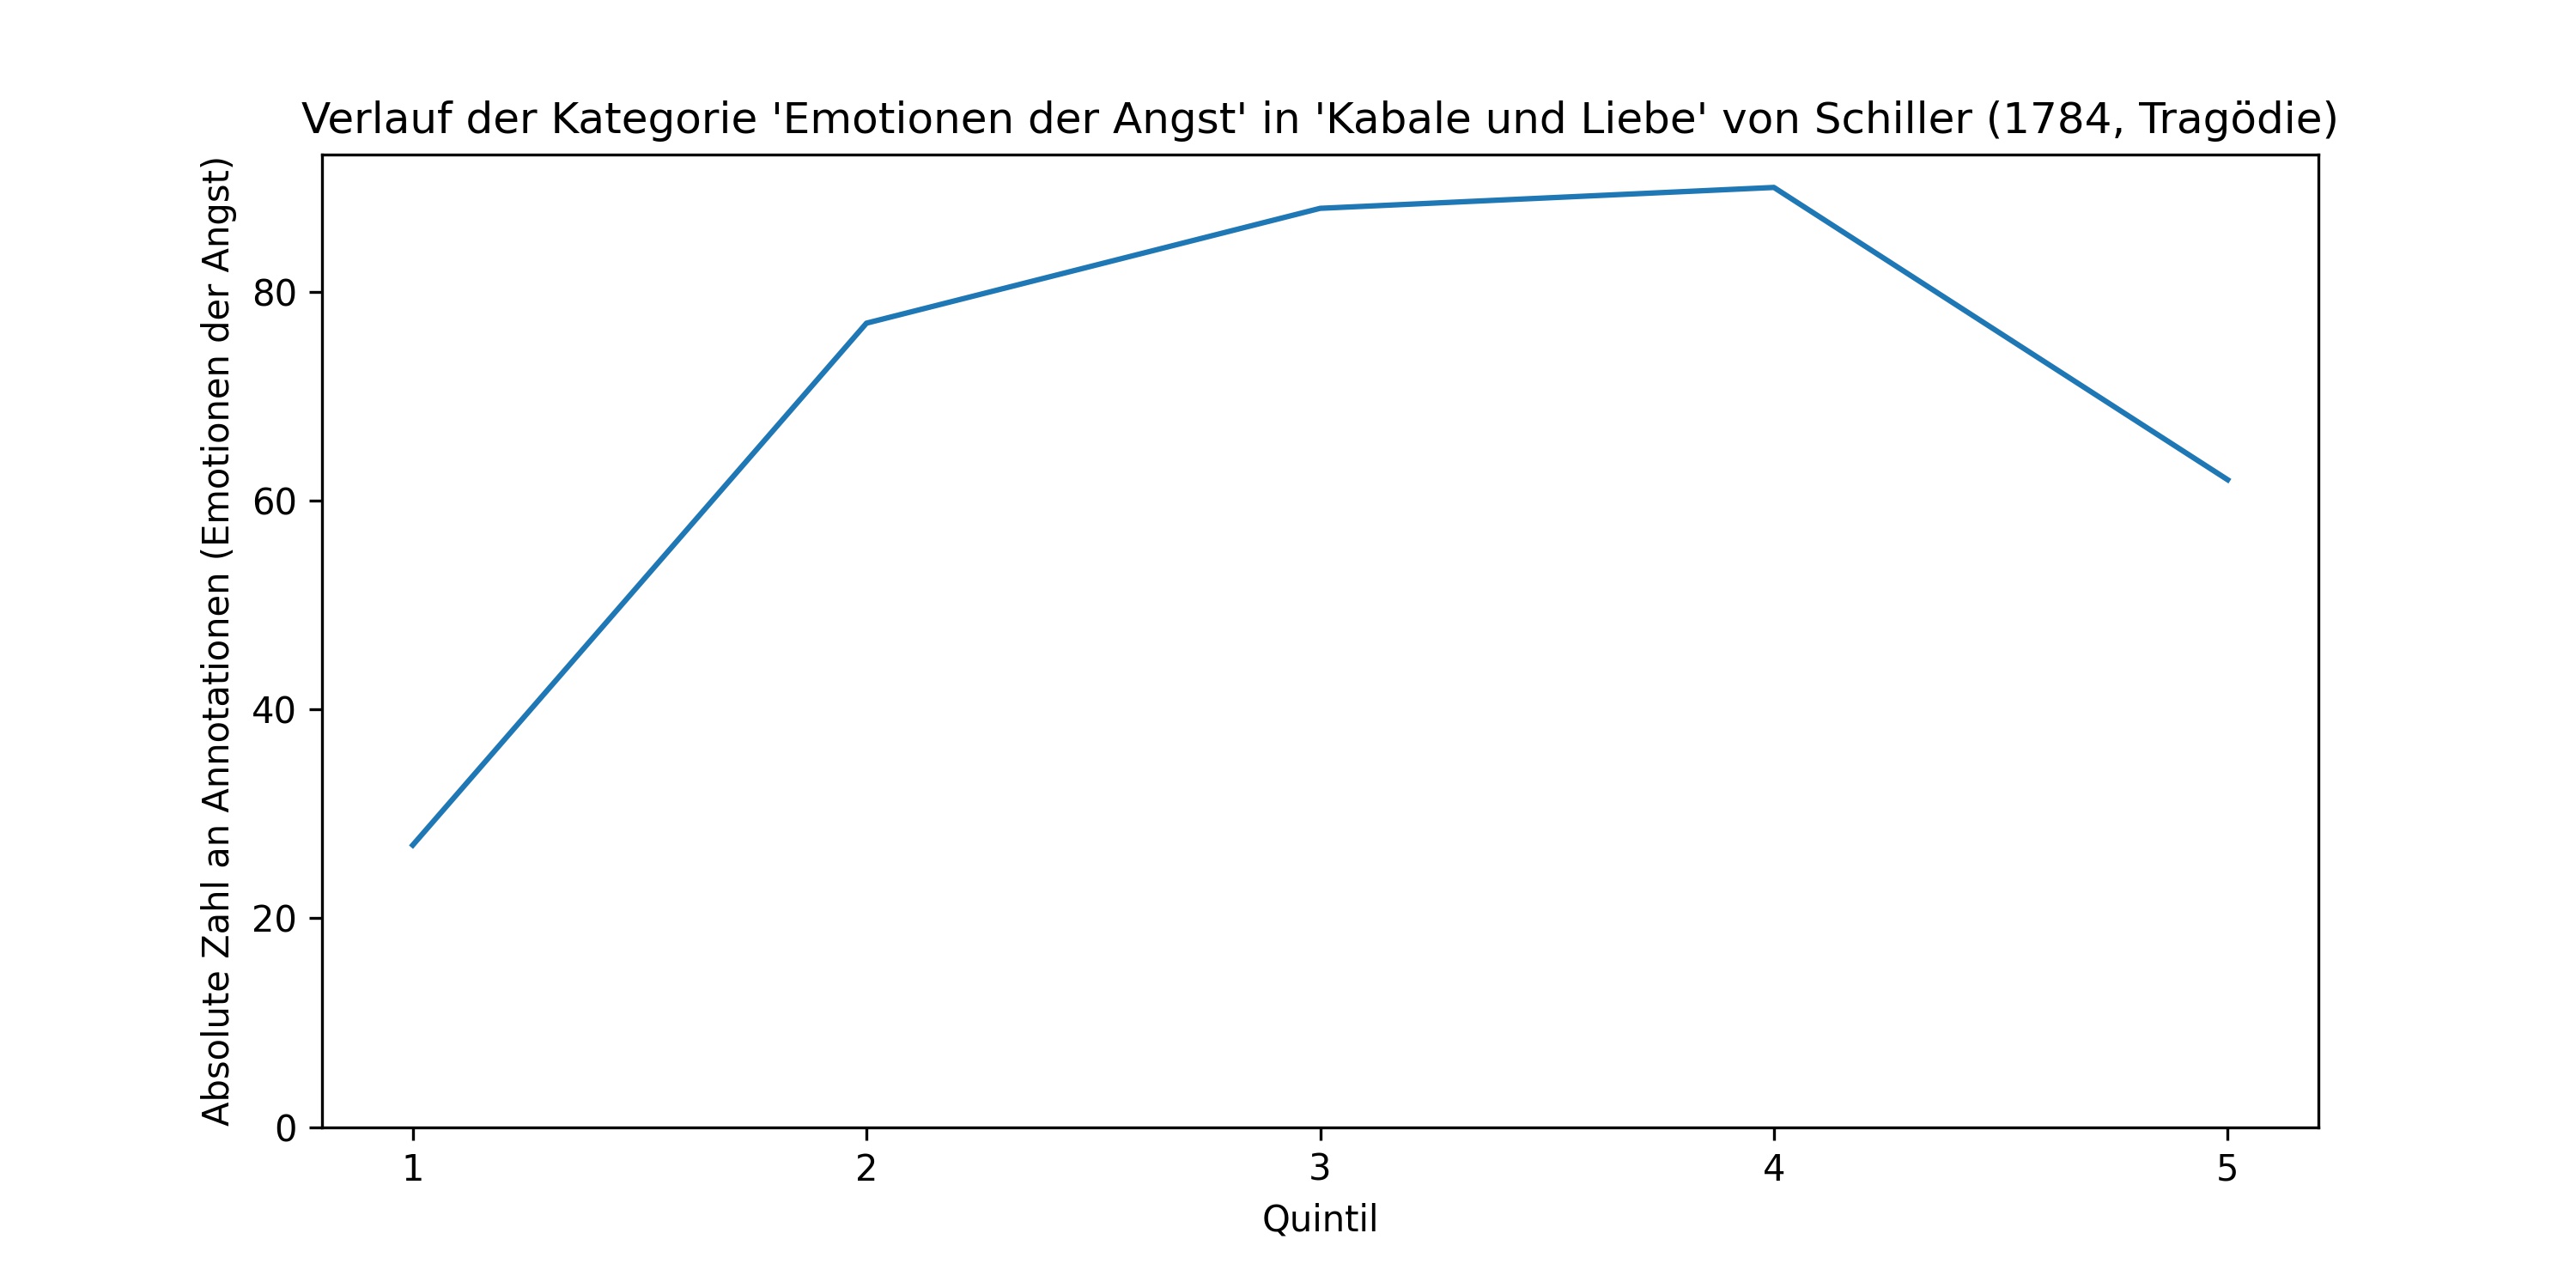 Verlauf der Kategorie 'Emotionen der Angst' in 'Kabale und Liebe' von Schiller (1784, Tragödie)
Absolute Zahl an Annotationen (Emotionen der Angst)
80
60
40
20
0
1 2 3 4 5
Quintil